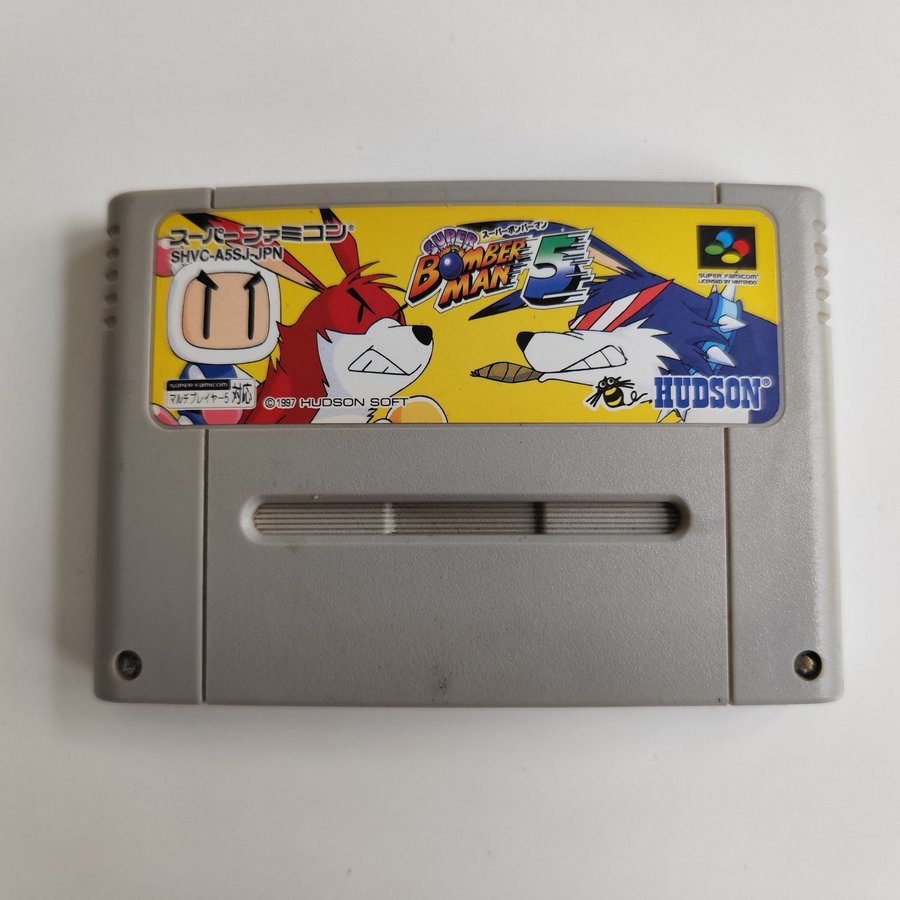 スーパーファミコン®
SHVC-A5SJ-JPN
SUPER
BOMBER
MAN
5
スーパーボンバーマン
SUPER FAMICOM®
LICENSED BY NINTENDO
SUPER FAMICOM
マルチプレイヤー5 対応
©1997 HUDSON SOFT
HUDSON®